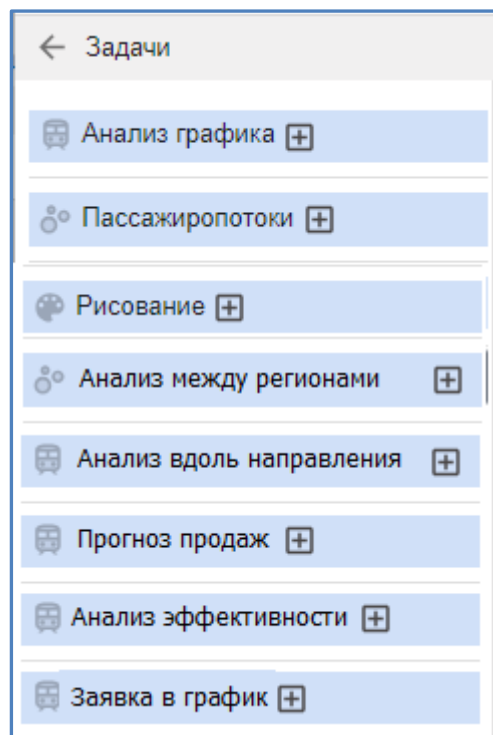 Задачи
Анализ графика
Пассажиропотоки
Рисование
Анализ между регионами
Анализ вдоль направления
Прогноз продаж
Анализ эффективности
Заявка в график